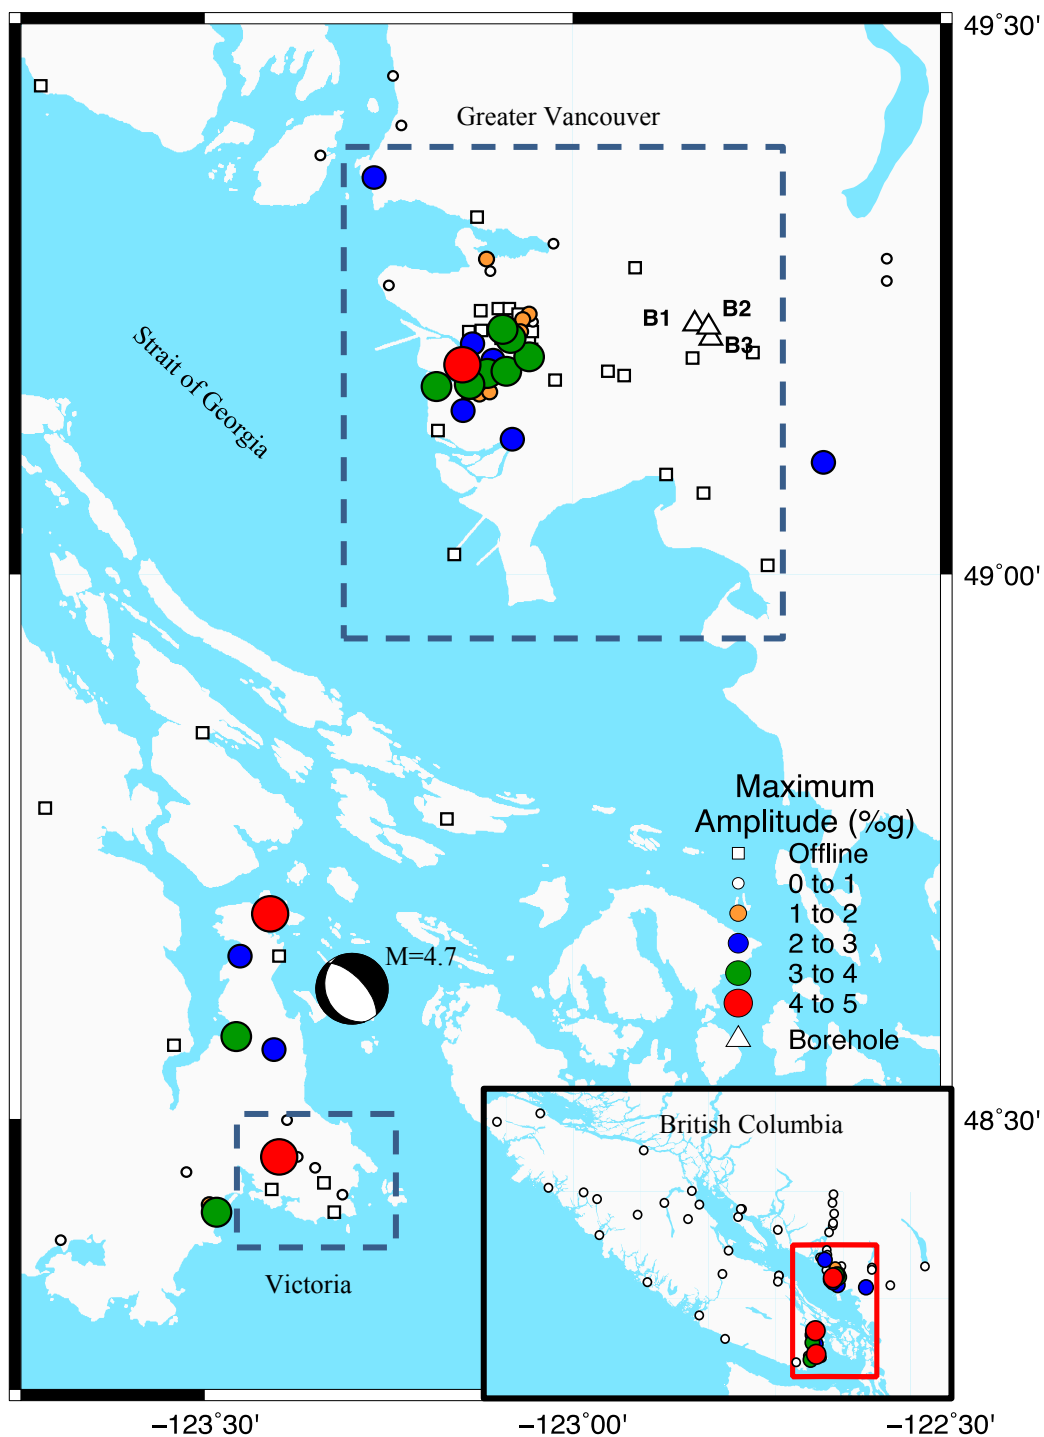 49°30'
Greater Vancouver
B1
B2
B3
Strait of Georgia
49°00'
Maximum
Amplitude (%g)
Offline
0 to 1
1 to 2
2 to 3
3 to 4
4 to 5
Borehole
M=4.7
48°30'
British Columbia
Victoria
−123°30'
−123°00'
−122°30'